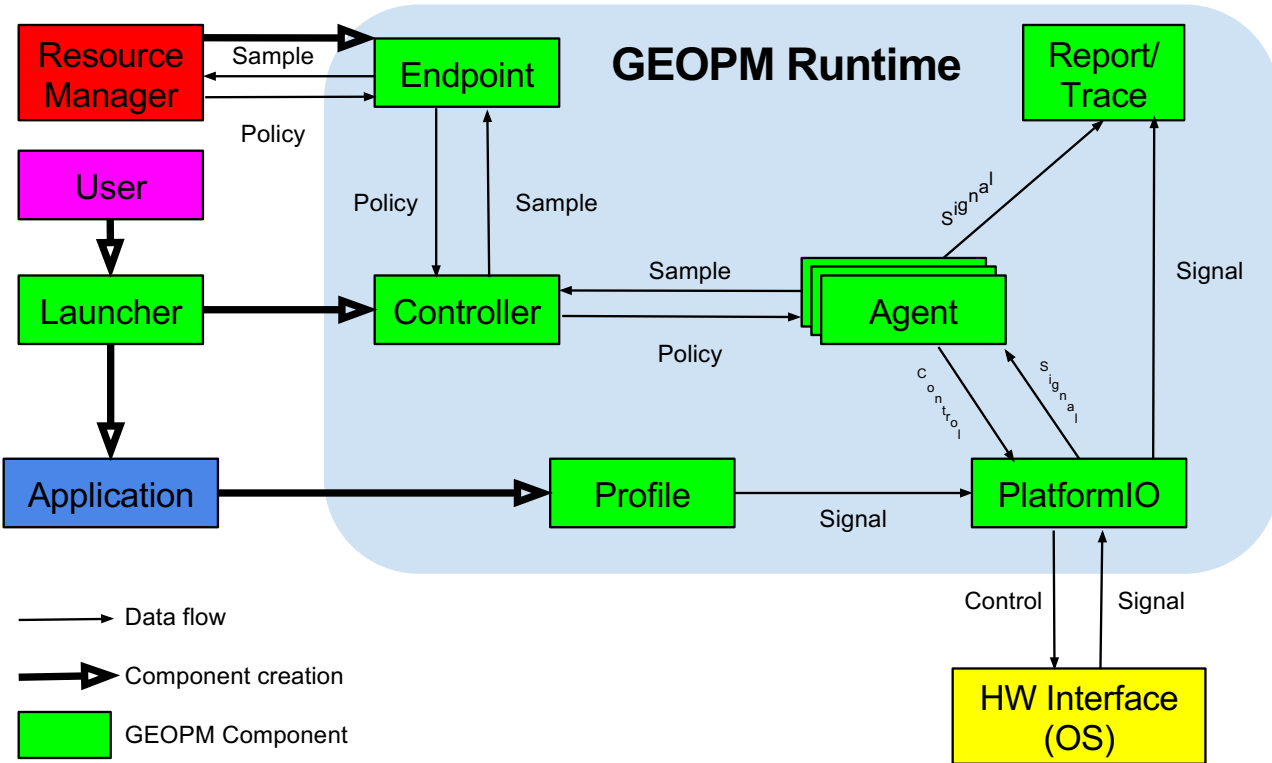 Resource
Manager
Sample
Policy
Endpoint
GEOPM Runtime
Report/
Trace
User
Policy
Sample
Signal
Signal
Launcher
Controller
Sample
Policy
Agent
Control
Signal
Application
Profile
Signal
PlatformIO
Control
Signal
HW Interface
(OS)
Data flow
Component creation
GEOPM Component